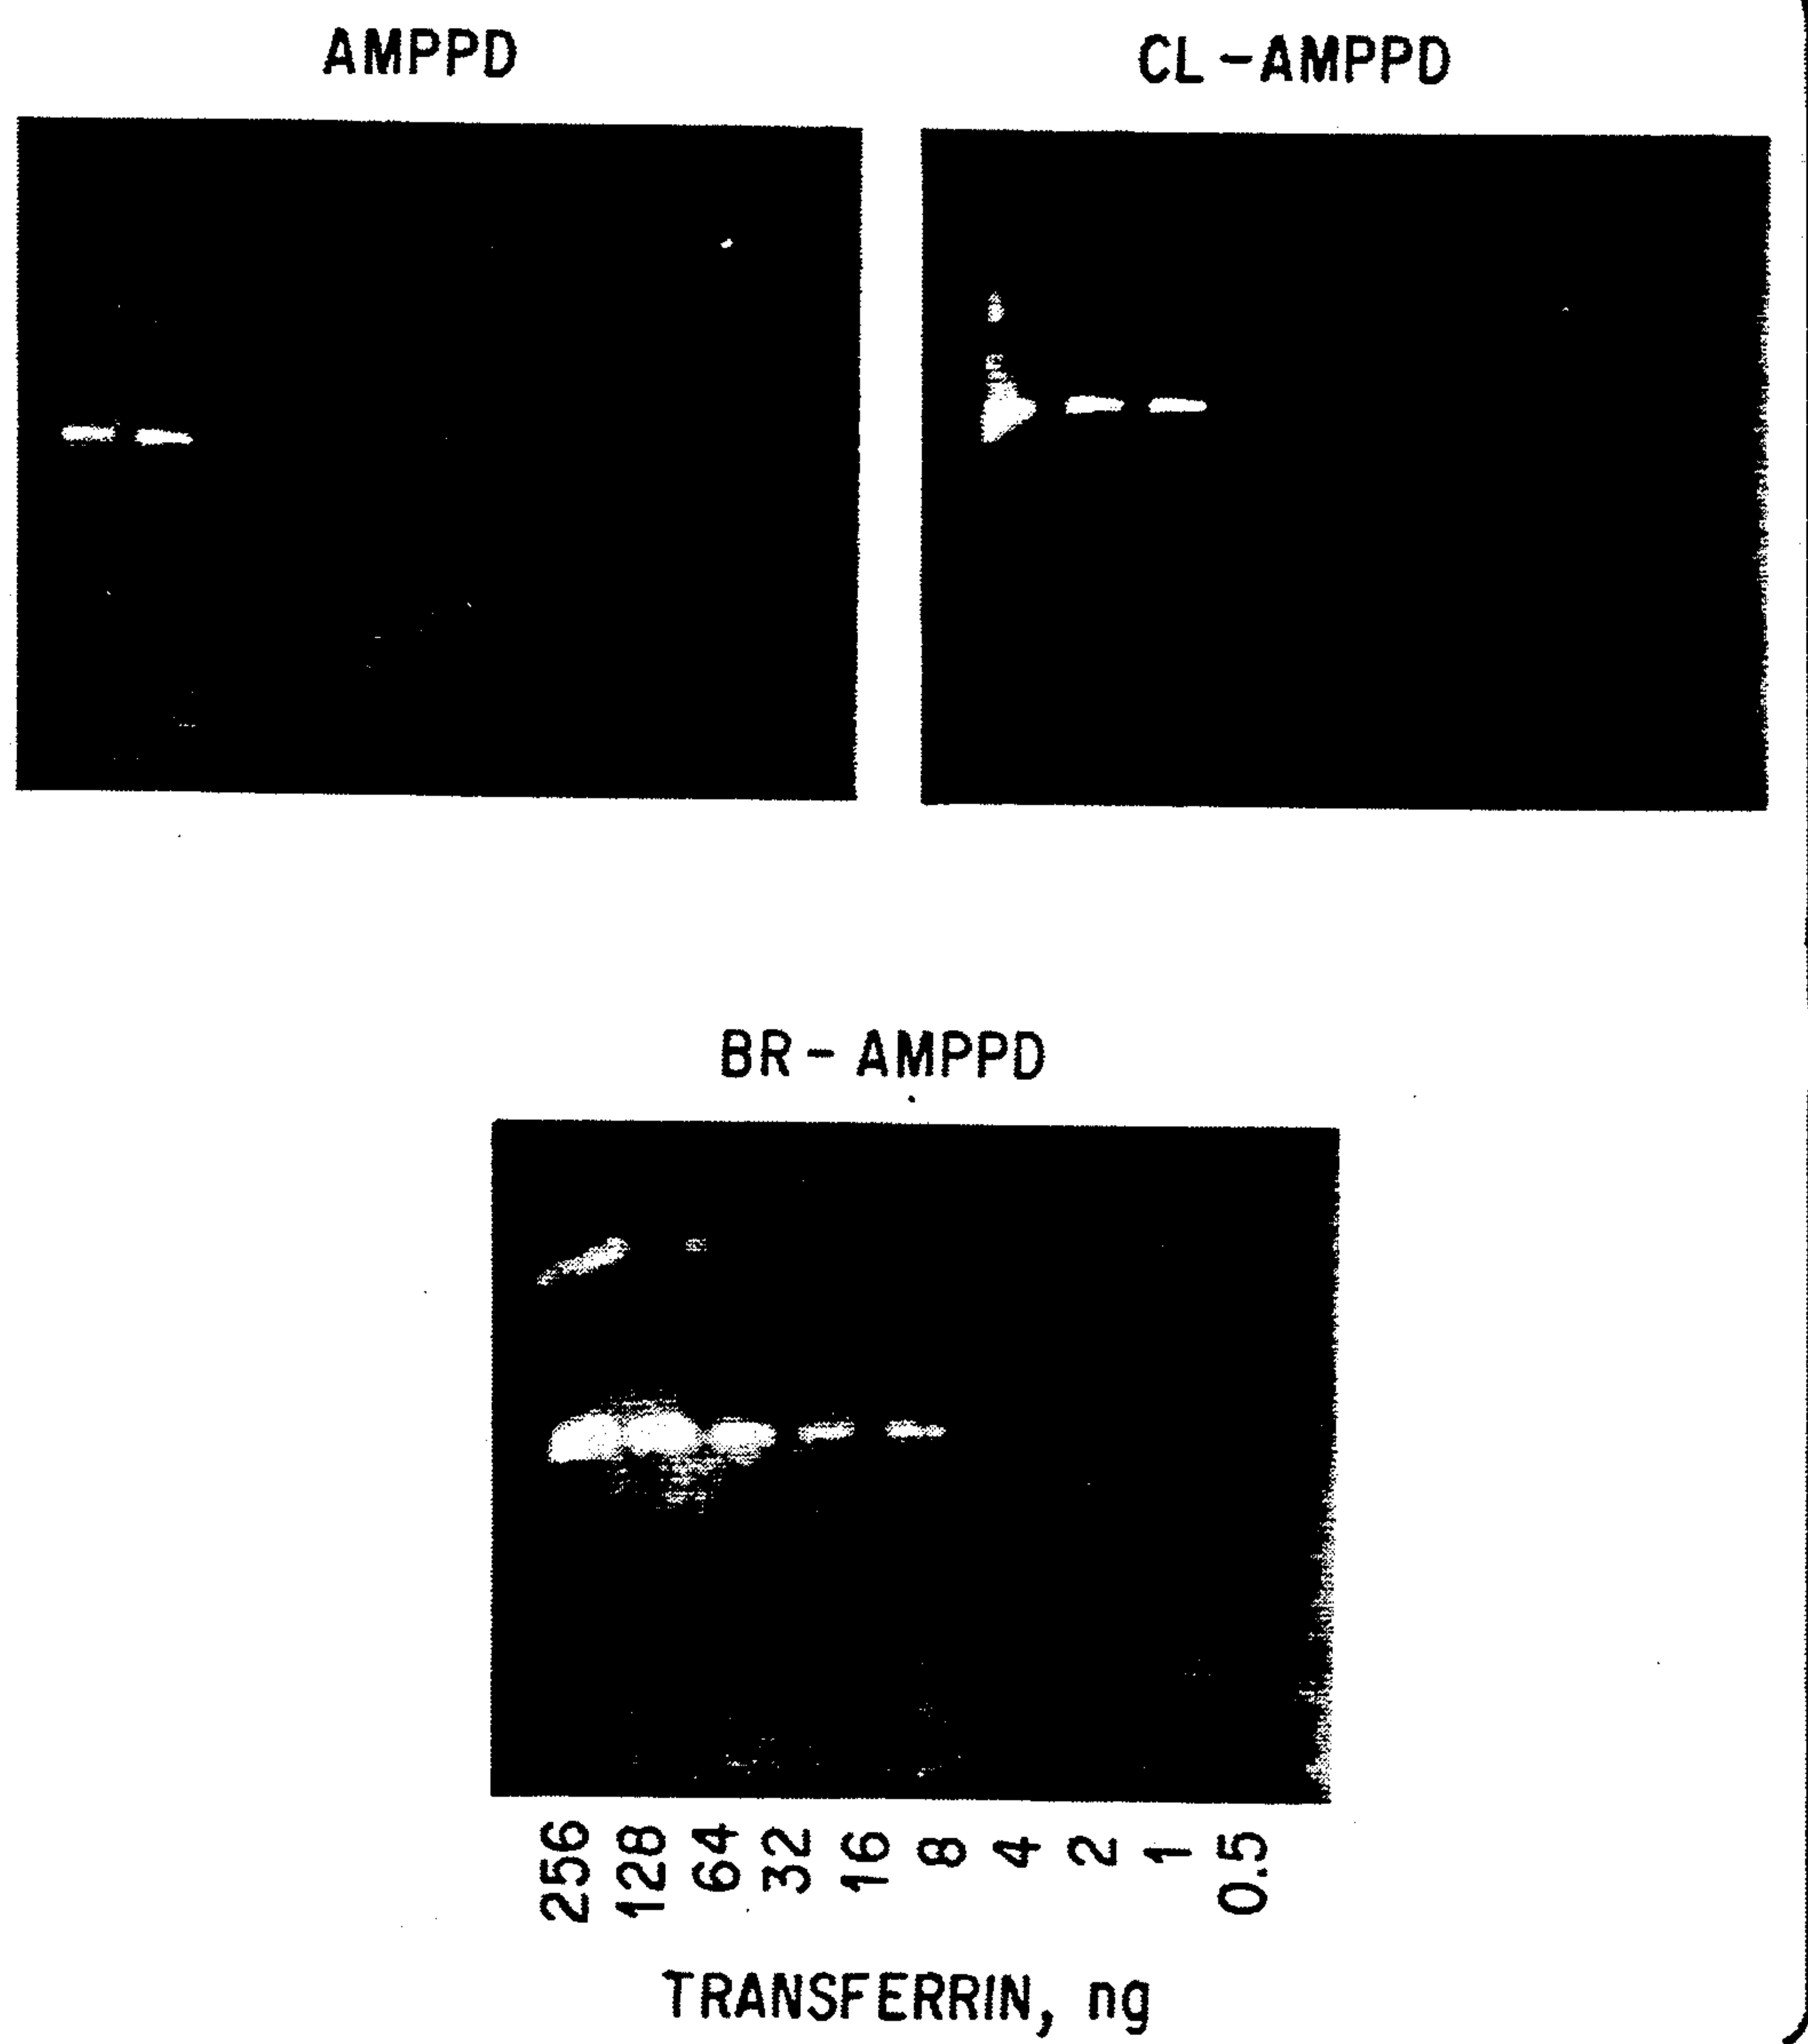 AMPPD
CL-AMPPD
BR-AMPPD
256 128 64 32 16 8 4 2 1 0.5
TRANSFERRIN, ng